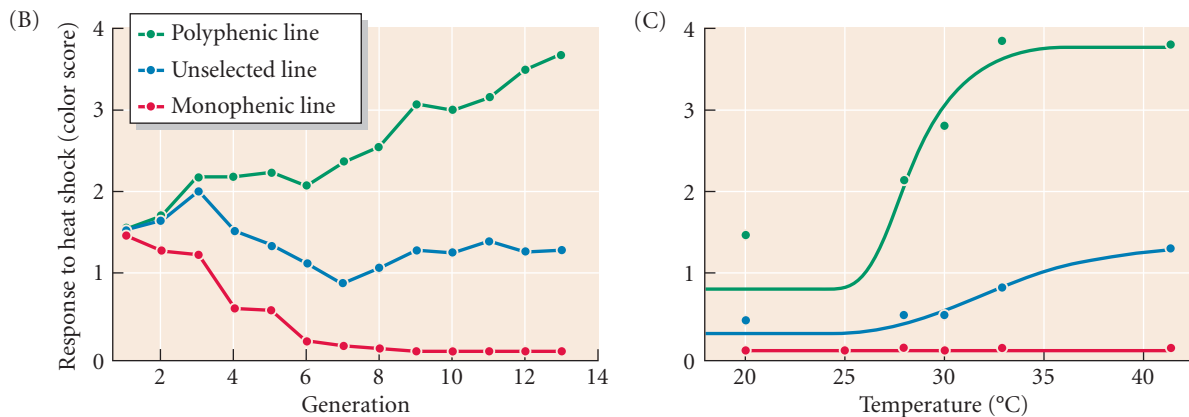 (B)
Response to heat shock (color score)
4
3
2
1
0
Polyphenic line
Unselected line
Monophenic line
2 4 6 8 10 12 14
Generation
(C)
4
3
2
1
0
20 25 30 35 40
Temperature (°C)